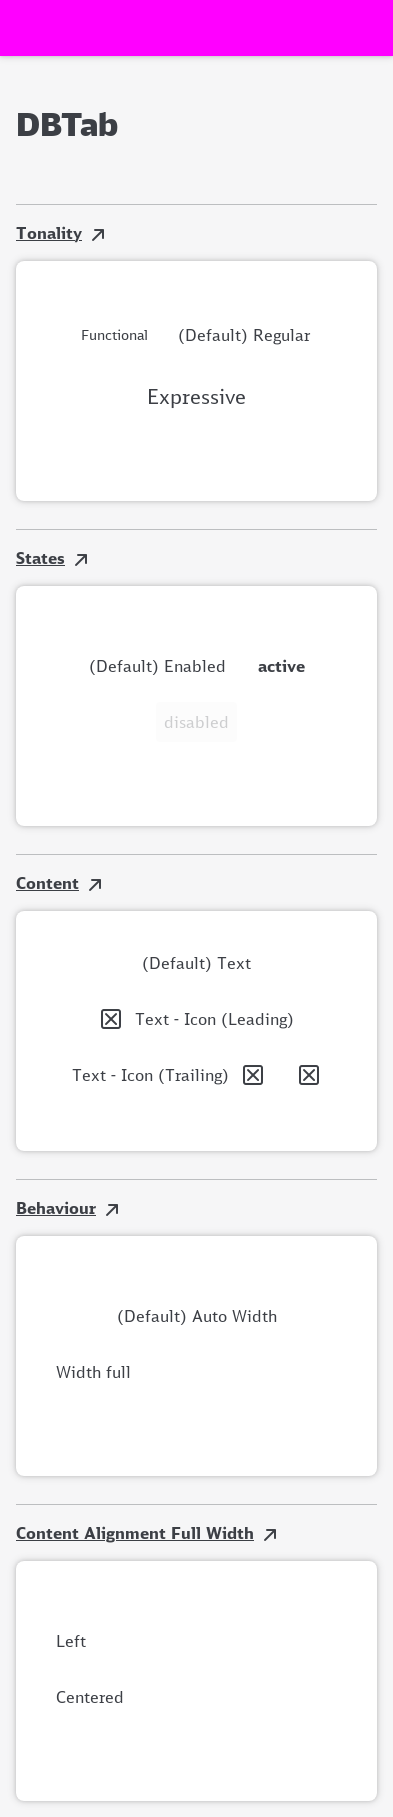 DBTab
Tonality
Functional (Default) Regular
Expressive
States
(Default) Enabled active
disabled
Content
(Default) Text
Text - Icon (Leading)
Text - Icon (Trailing)
Behaviour
(Default) Auto Width
Width full
Content Alignment Full Width
Left
Centered